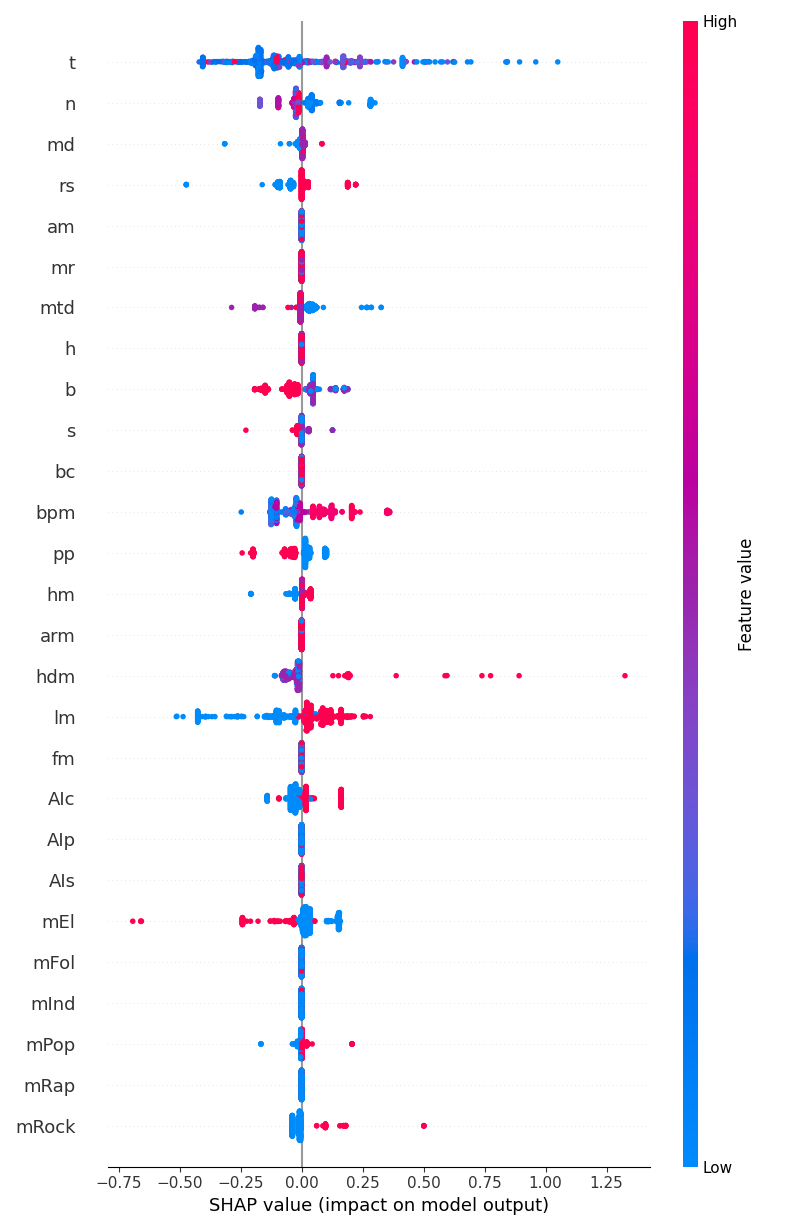 High
t
n
md
rs
am
mr
mtd
h
b
s
bc
bpm
pp
hm
arm
hdm
lm
fm
AIc
AIp
AIs
mEl
mFol
mInd
mPop
mRap
mRock
Feature value
Low
−0.75 −0.50 −0.25 0.00 0.25 0.50 0.75 1.00 1.25
SHAP value (impact on model output)